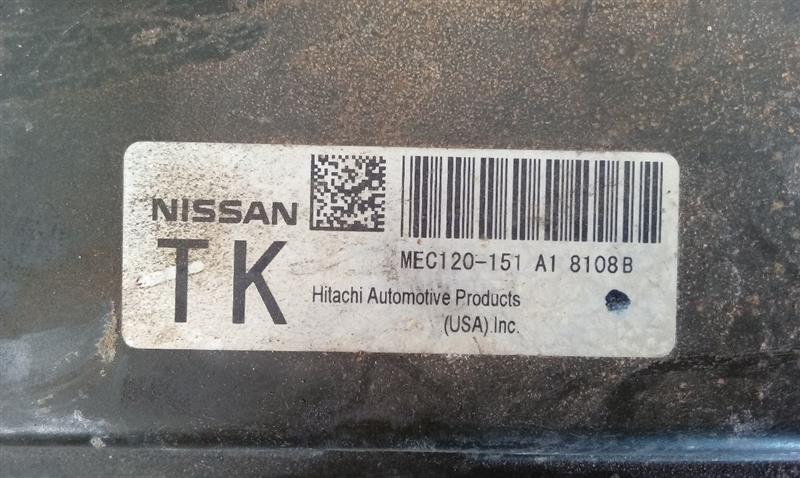 NISSAN
TK
MEC120-151 A1 8108B
Hitachi Automotive Products
(USA).Inc.